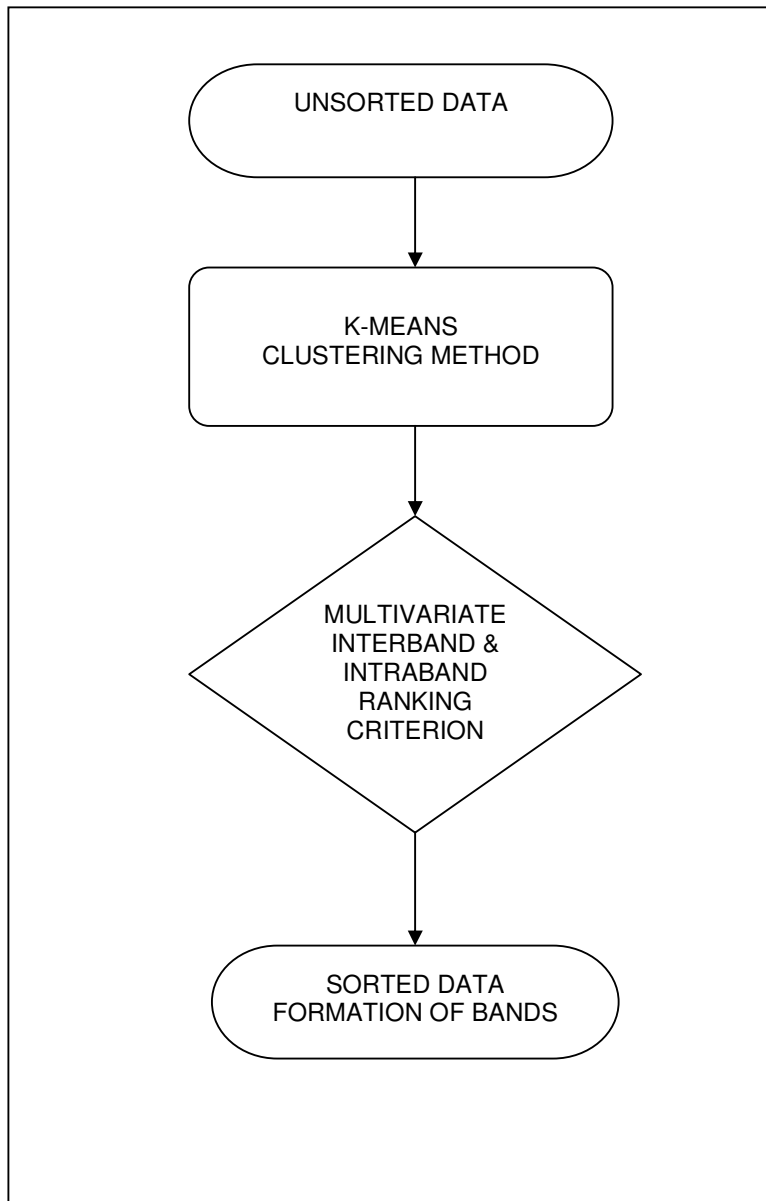 UNSORTED DATA
K-MEANS
CLUSTERING METHOD
MULTIVARIATE
INTERBAND &
INTRABAND
RANKING
CRITERION
SORTED DATA
FORMATION OF BANDS